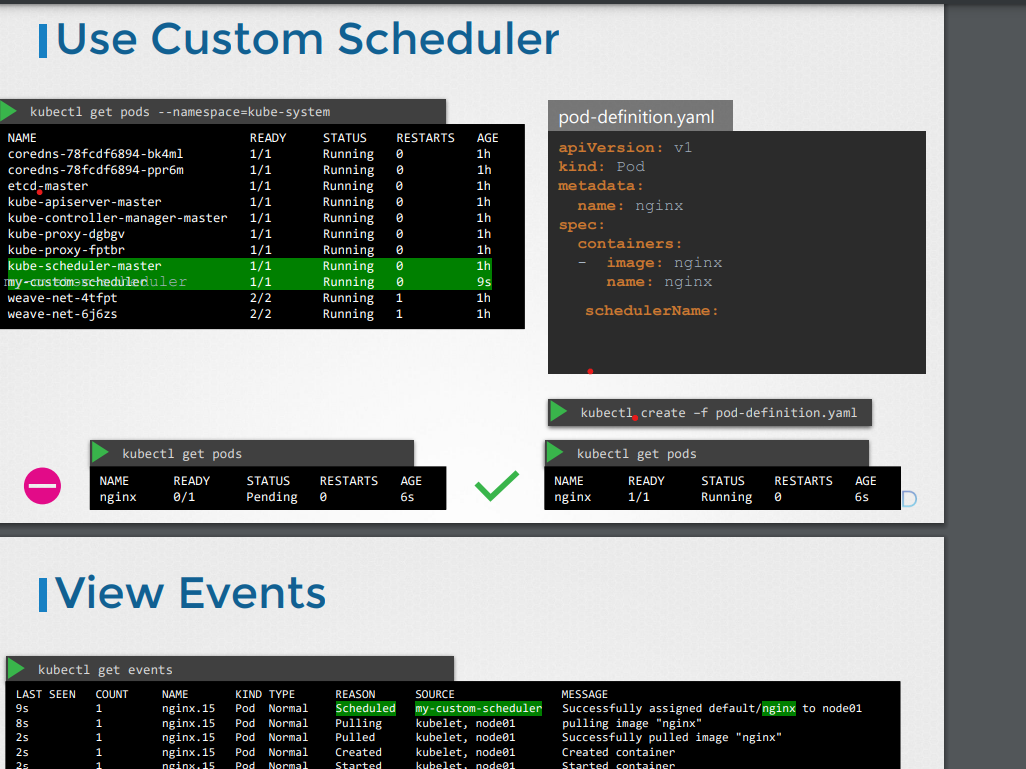 Use Custom Scheduler
kubectl get pods --namespace=kube-system
NAME READY STATUS RESTARTS AGE
coredns-78fcdf6894-bk4ml 1/1 Running 0 1h
coredns-78fcdf6894-ppr6m 1/1 Running 0 1h
etcd-master 1/1 Running 0 1h
kube-apiserver-master 1/1 Running 0 1h
kube-controller-manager-master 1/1 Running 0 1h
kube-proxy-dgbgv 1/1 Running 0 1h
kube-proxy-fptbr 1/1 Running 0 1h
kube-scheduler-master 1/1 Running 0 1h
my-custom-scheduler 1/1 Running 0 9s
weave-net-4tfpt 2/2 Running 1 1h
weave-net-6j6zs 2/2 Running 1 1h
pod-definition.yaml
apiVersion: v1
kind: Pod
metadata:
name: nginx
spec:
containers:
- image: nginx
name: nginx
schedulerName:
kubectl create –f pod-definition.yaml
kubectl get pods
NAME READY STATUS RESTARTS AGE
nginx 0/1 Pending 0 6s
kubectl get pods
NAME READY STATUS RESTARTS AGE
nginx 1/1 Running 0 6s
View Events
kubectl get events
LAST SEEN COUNT NAME KIND TYPE REASON SOURCE MESSAGE
9s 1 nginx.15 Pod Normal Scheduled my-custom-scheduler Successfully assigned default/nginx to node01
8s 1 nginx.15 Pod Normal Pulling kubelet, node01 pulling image "nginx"
2s 1 nginx.15 Pod Normal Pulled kubelet, node01 Successfully pulled image "nginx"
2s 1 nginx.15 Pod Normal Created kubelet, node01 Created container
2s 1 nginx.15 Pod Normal Started kubelet, node01 Started container